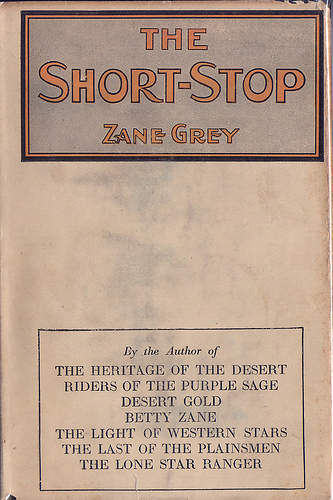 THE
SHORT-STOP
ZANE GREY
By the Author of
THE HERITAGE OF THE DESERT
RIDERS OF THE PURPLE SAGE
DESERT GOLD
BETTY ZANE
THE LIGHT OF WESTERN STARS
THE LAST OF THE PLAINSMEN
THE LONE STAR RANGER